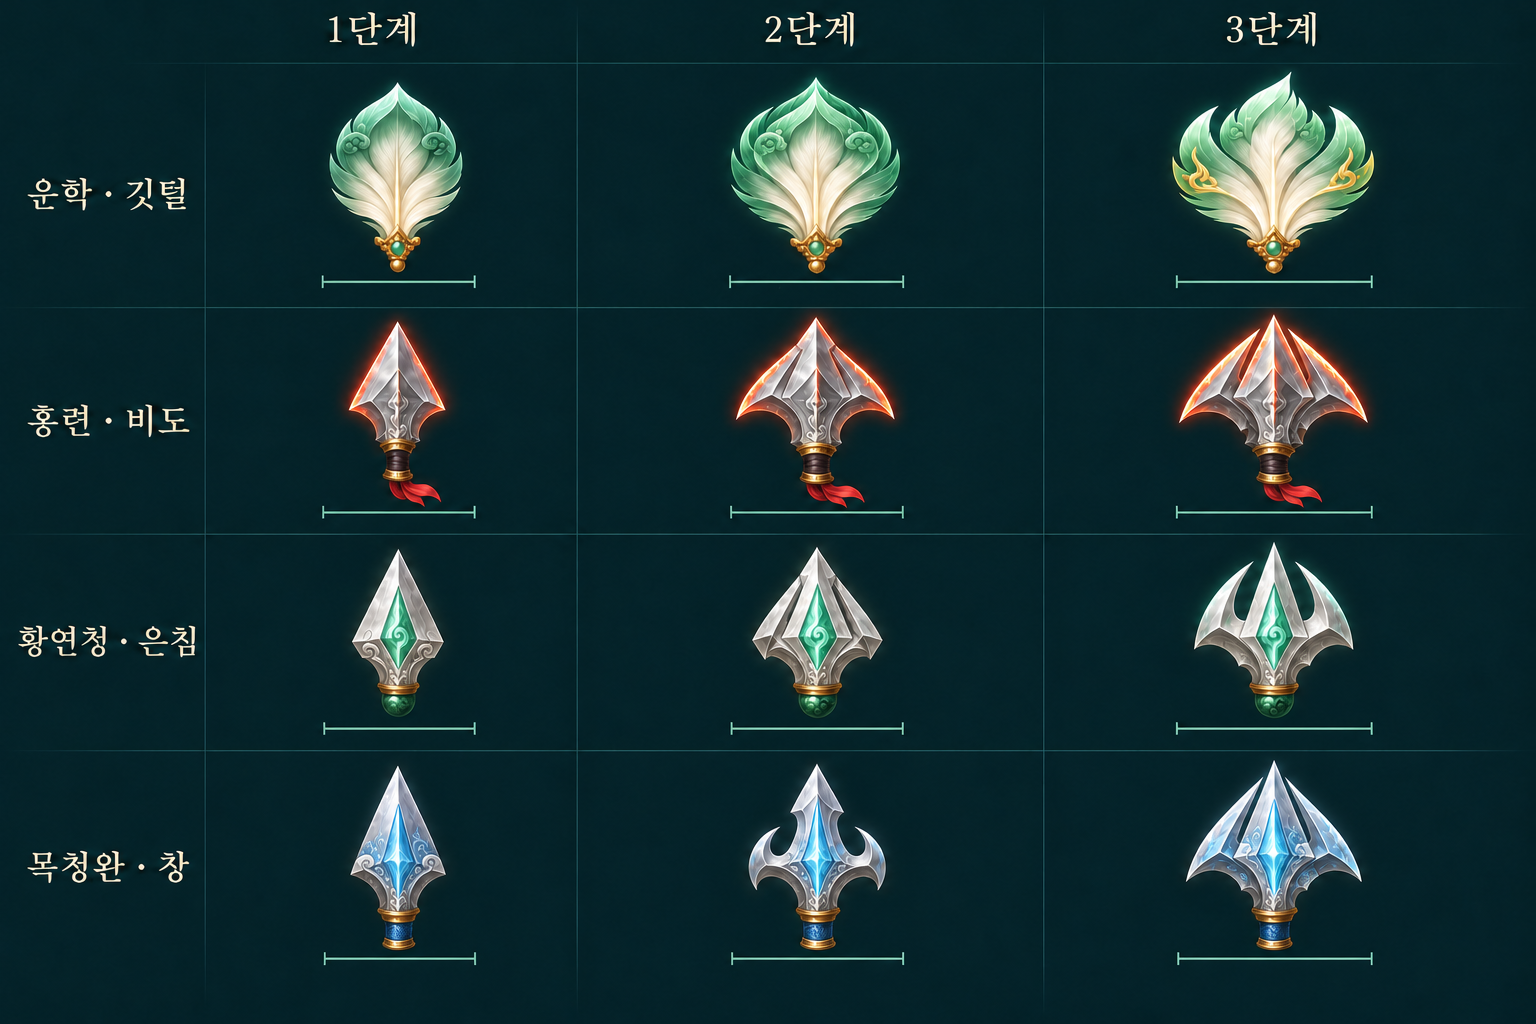 1단계
2단계
3단계
운학 · 깃털
홍련 · 비도
황연청 · 은침
목청완 · 창